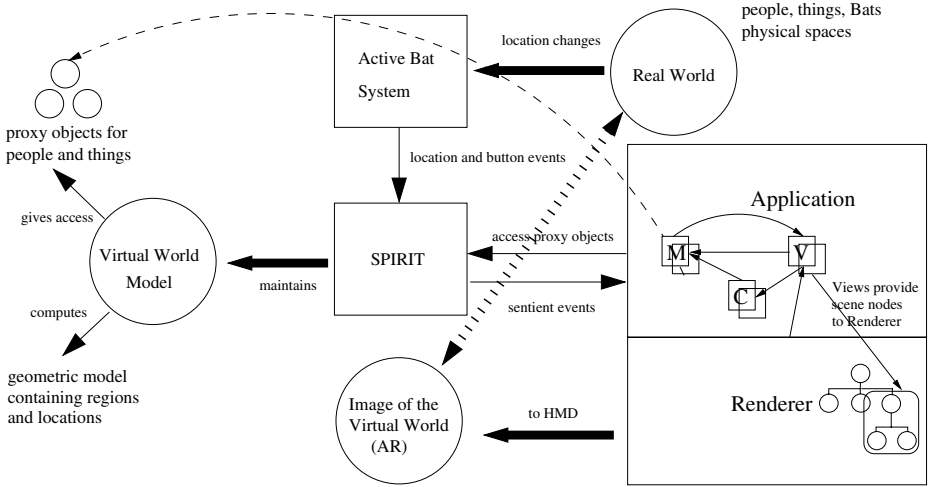 people, things, Bats
physical spaces
location changes
Active Bat
System
Real World
proxy objects for
people and things
location and button events
Application
gives access
access proxy objects
M
V
Virtual World
Model
SPIRIT
maintains
C
Views provide
scene nodes
to Renderer
sentient events
computes
geometric model
containing regions
and locations
Image of the
Virtual World
(AR)
to HMD
Renderer